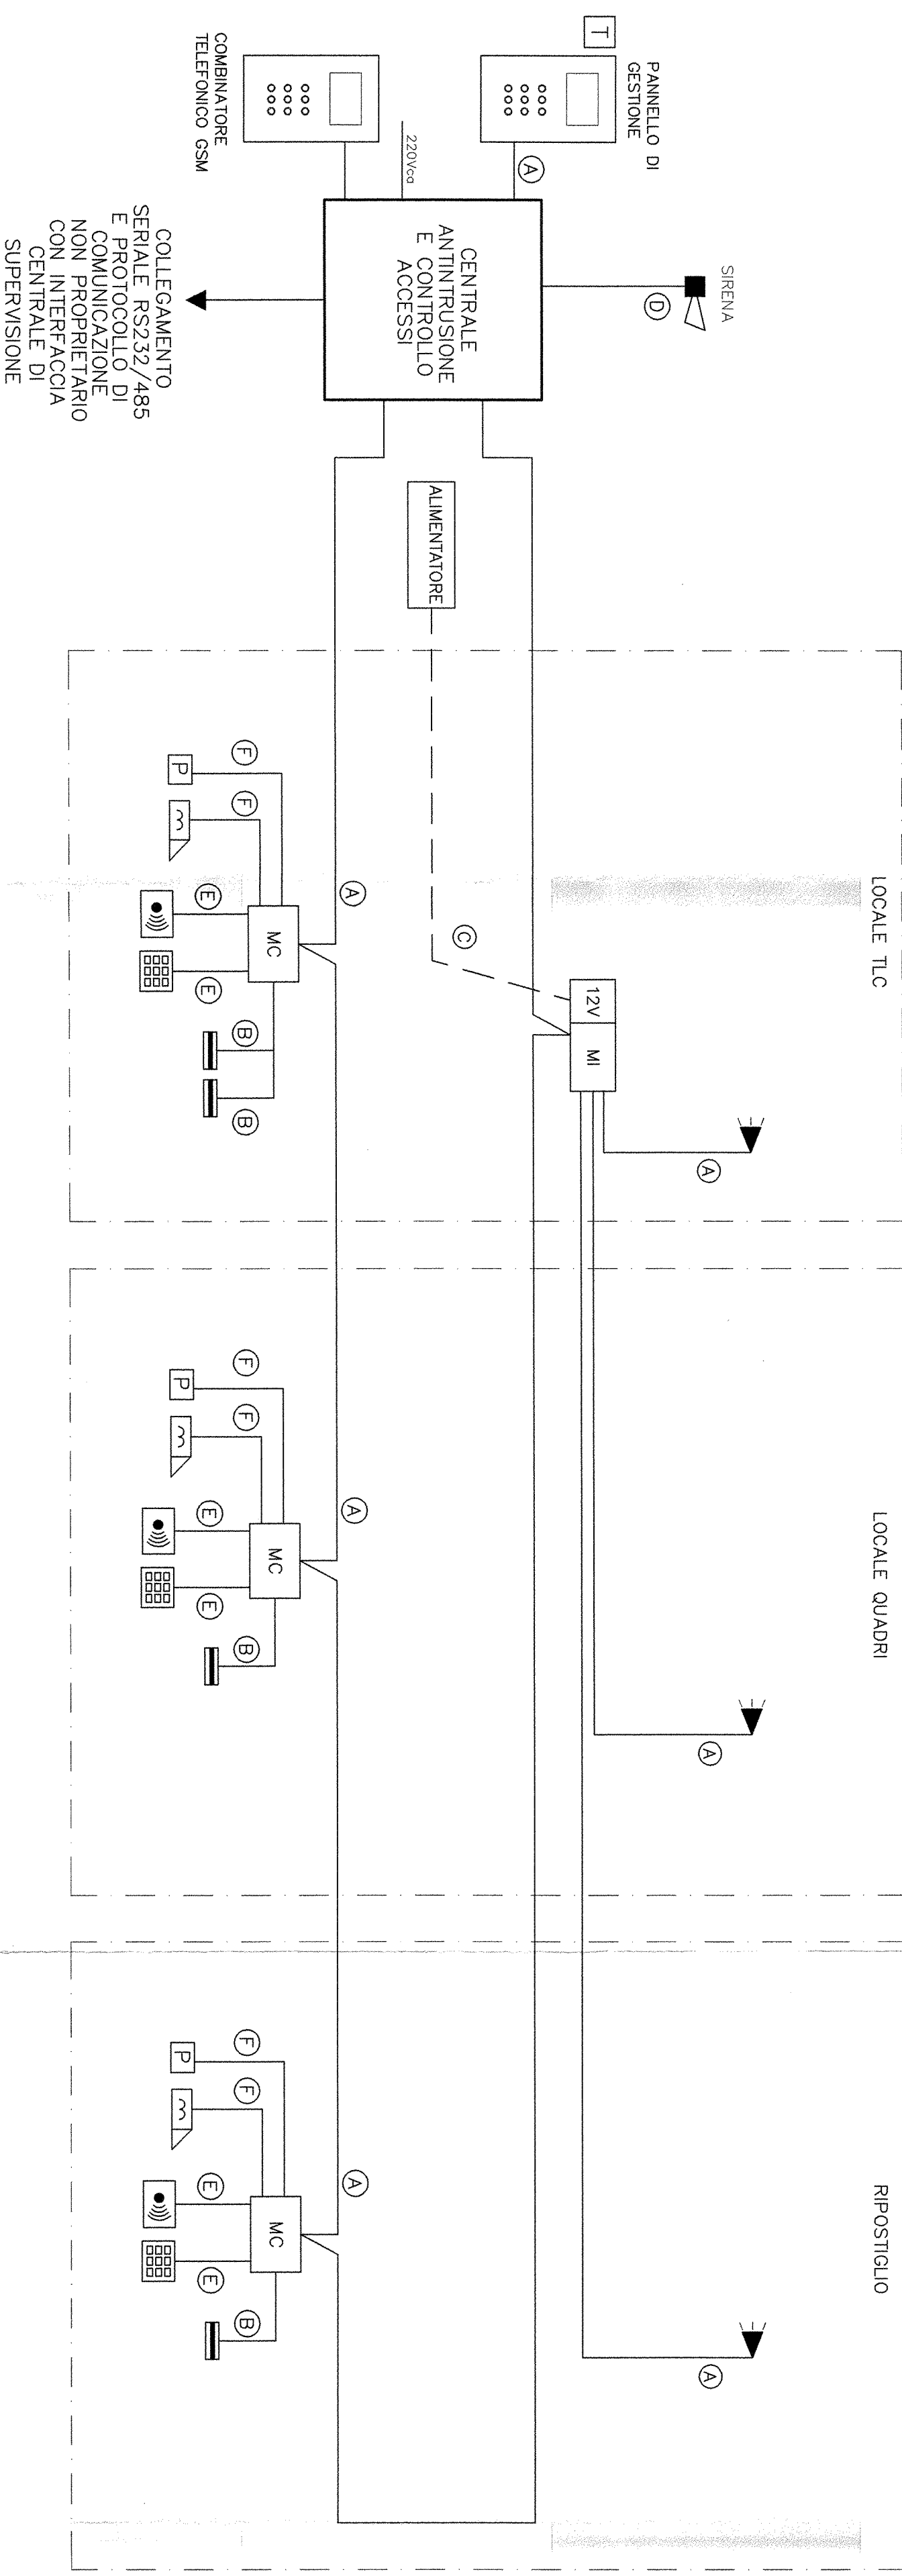 T
PANNELLO DI
GESTIONE
COMBINATORE
TELEFONICO GSM
220Vca
A
SIRENA
D
CENTRALE
ANTINTRUSIONE
E CONTROLLO
ACCESSI
COLLEGAMENTO
SERIALE RS232/485
E PROTOCOLLO DI
COMUNICAZIONE
NON PROPRIETARIO
CON INTERFACCIA
CENTRALE DI
SUPERVISIONE
ALIMENTATORE
LOCALE TLC
C
12V
MI
A
A
F
F
P
E
E
MC
B
B
LOCALE QUADRI
A
A
F
F
P
E
E
MC
B
RIPOSTIGLIO
A
A
F
F
P
E
E
MC
B